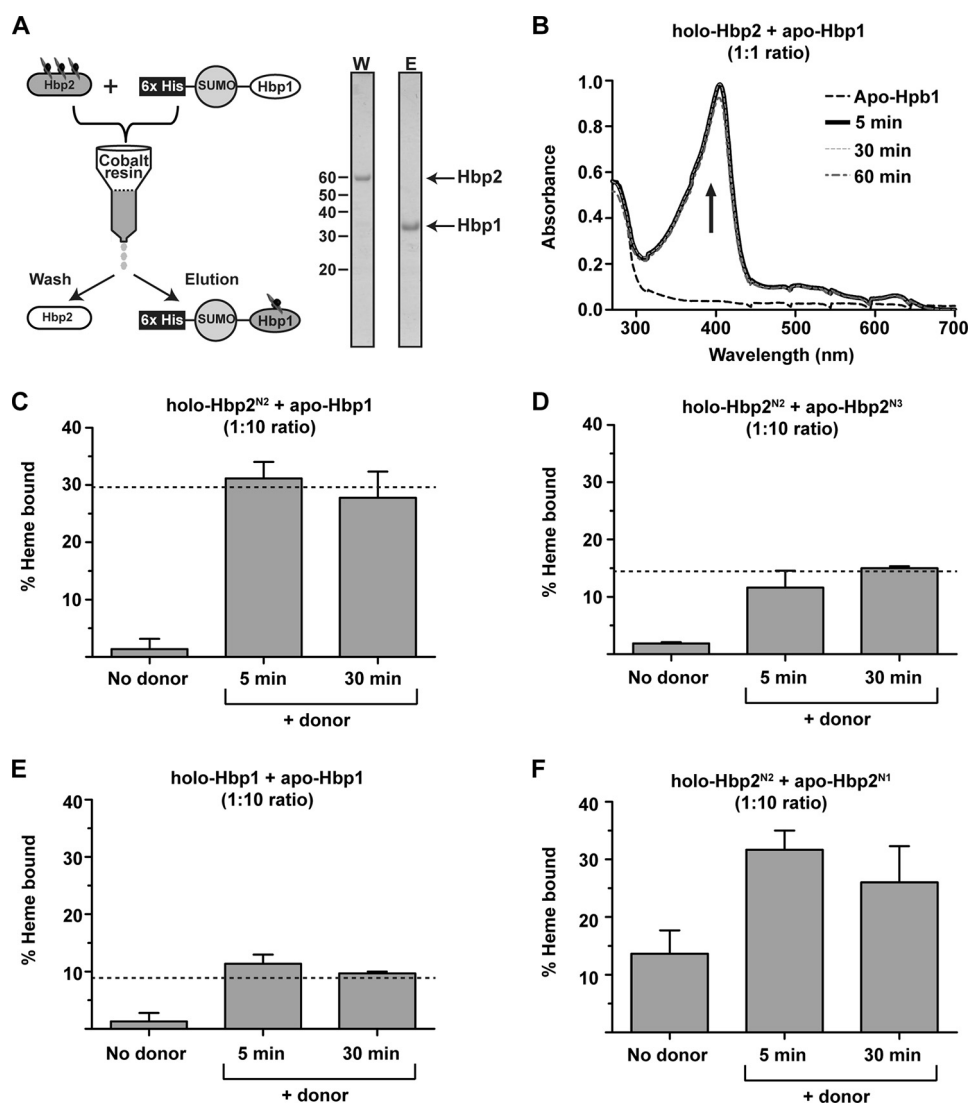 A
Hbp2
+
6x His
SUMO
Hbp1
Cobalt
resin
Wash
Elution
Hbp2
6x His
SUMO
Hbp1
W E
60
50
40
30
20
Hbp2
Hbp1
B
holo-Hbp2 + apo-Hbp1
(1:1 ratio)
Absorbance
1.0
0.8
0.6
0.4
0.2
0.0
300 400 500 600 700
Wavelength (nm)
Apo-Hpb1
5 min
30 min
60 min
C
holo-Hbp2N2 + apo-Hbp1
(1:10 ratio)
% Heme bound
40
30
20
10
No donor 5 min 30 min
+ donor
D
holo-Hbp2N2 + apo-Hbp2N3
(1:10 ratio)
% Heme bound
40
30
20
10
No donor 5 min 30 min
+ donor
E
holo-Hbp1 + apo-Hbp1
(1:10 ratio)
% Heme bound
40
30
20
10
No donor 5 min 30 min
+ donor
F
holo-Hbp2N2 + apo-Hbp2N1
(1:10 ratio)
% Heme bound
40
30
20
10
No donor 5 min 30 min
+ donor